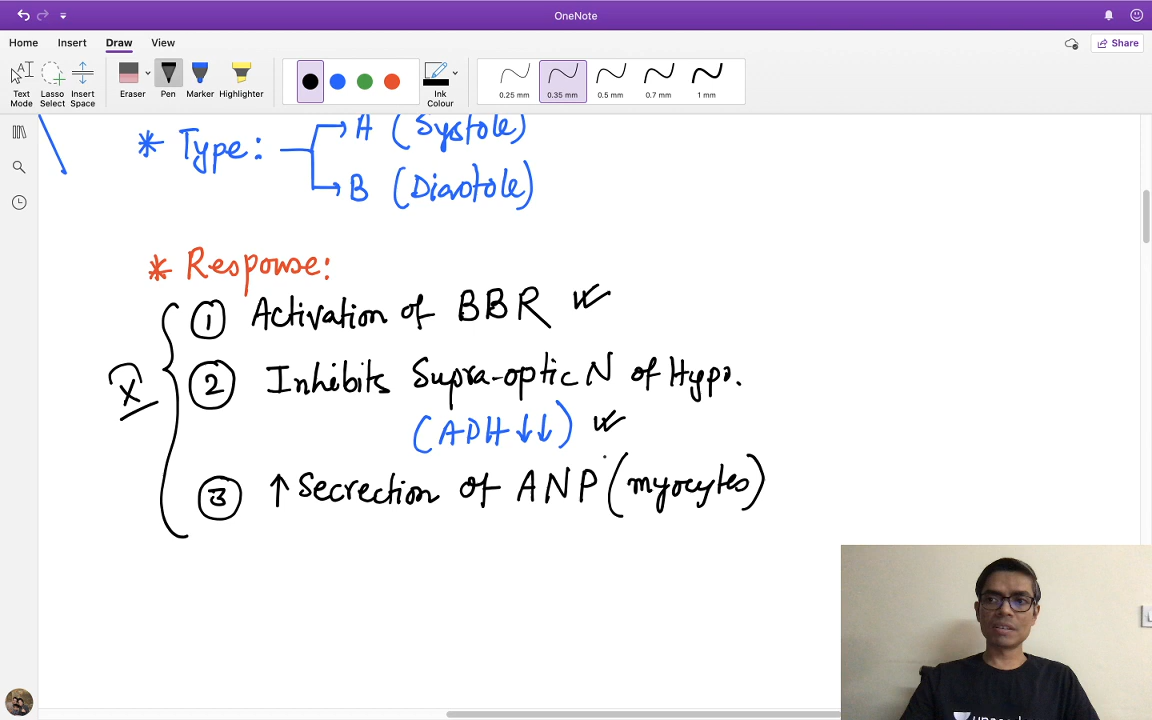 OneNote
Home Insert Draw View Share
Text Mode Lasso Select Insert Space Eraser Pen Marker Highlighter Ink Colour 0.25 mm 0.35 mm 0.5 mm 0.7 mm 1 mm
* Type: → A (Systole)
→ B (Diastole)
* Response:
① Activation of BBR ✓
X ② Inhibits Supra-optic N of Hypo.
(ADH↓↓) ✓
③ ↑ Secrection of ANP (myocytes)